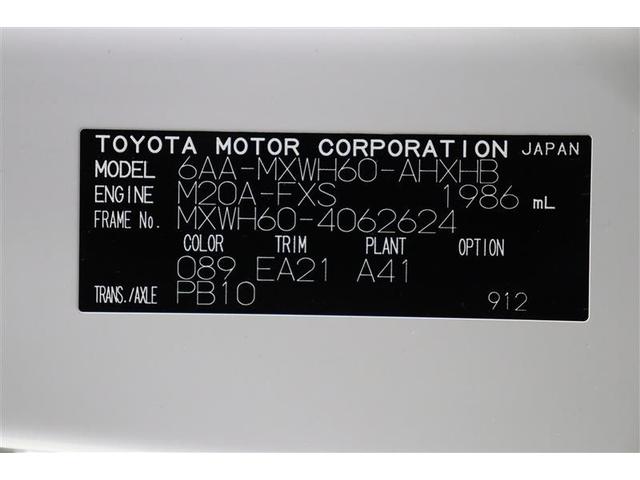 TOYOTA MOTOR CORPORATION JAPAN
MODEL 6AA-MXWH60-AHXHB
ENGINE M20A-FXS 1986 mL
FRAME No. MXWH60-4062624
COLOR TRIM PLANT OPTION
089 EA21 A41
TRANS./AXLE PB10 912